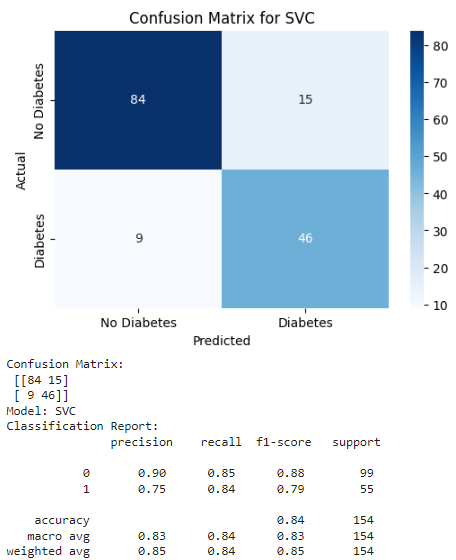 Confusion Matrix for SVC
Actual
No Diabetes
84
15
Diabetes
9
46
No Diabetes
Diabetes
Predicted
80
70
60
50
40
30
20
10
Confusion Matrix:
[[84 15]
[ 9 46]]
Model: SVC
Classification Report:
precision recall f1-score support
0 0.90 0.85 0.88 99
1 0.75 0.84 0.79 55
accuracy 0.84 154
macro avg 0.83 0.84 0.83 154
weighted avg 0.85 0.84 0.85 154